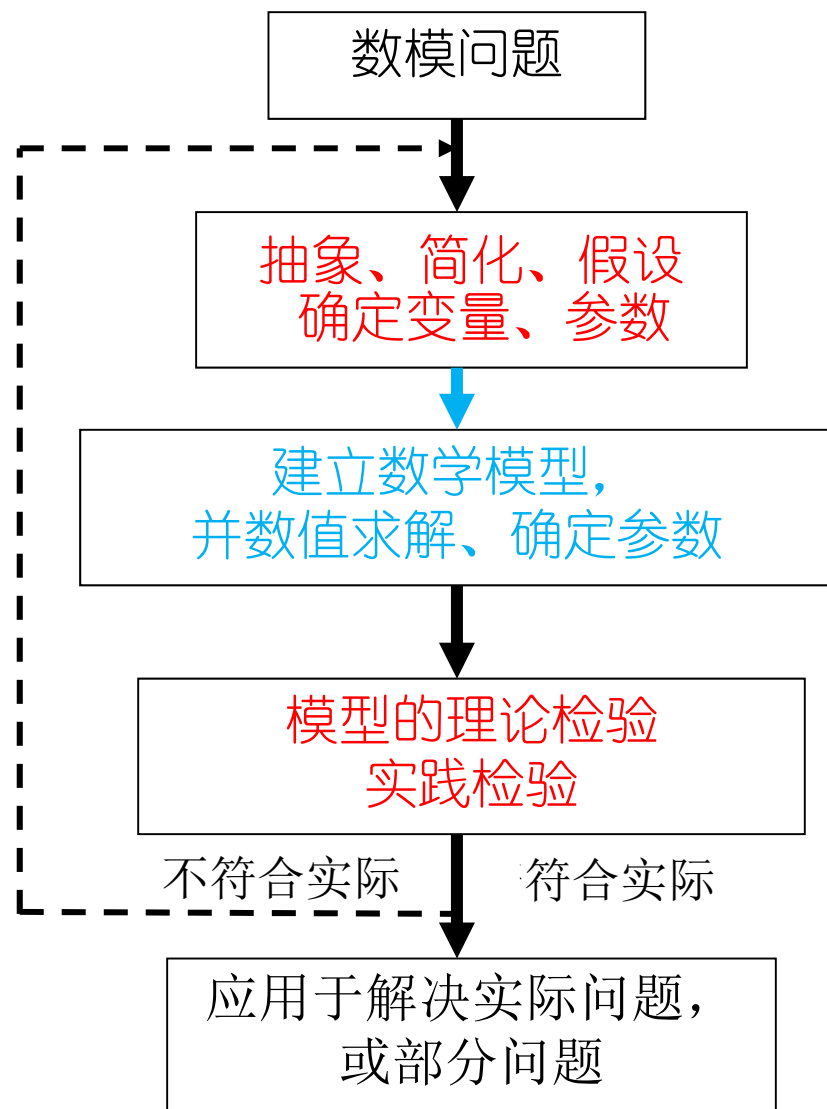 数模问题
抽象、简化、假设
确定变量、参数
建立数学模型，
并数值求解、确定参数
模型的理论检验
实践检验
不符合实际
符合实际
应用于解决实际问题，
或部分问题